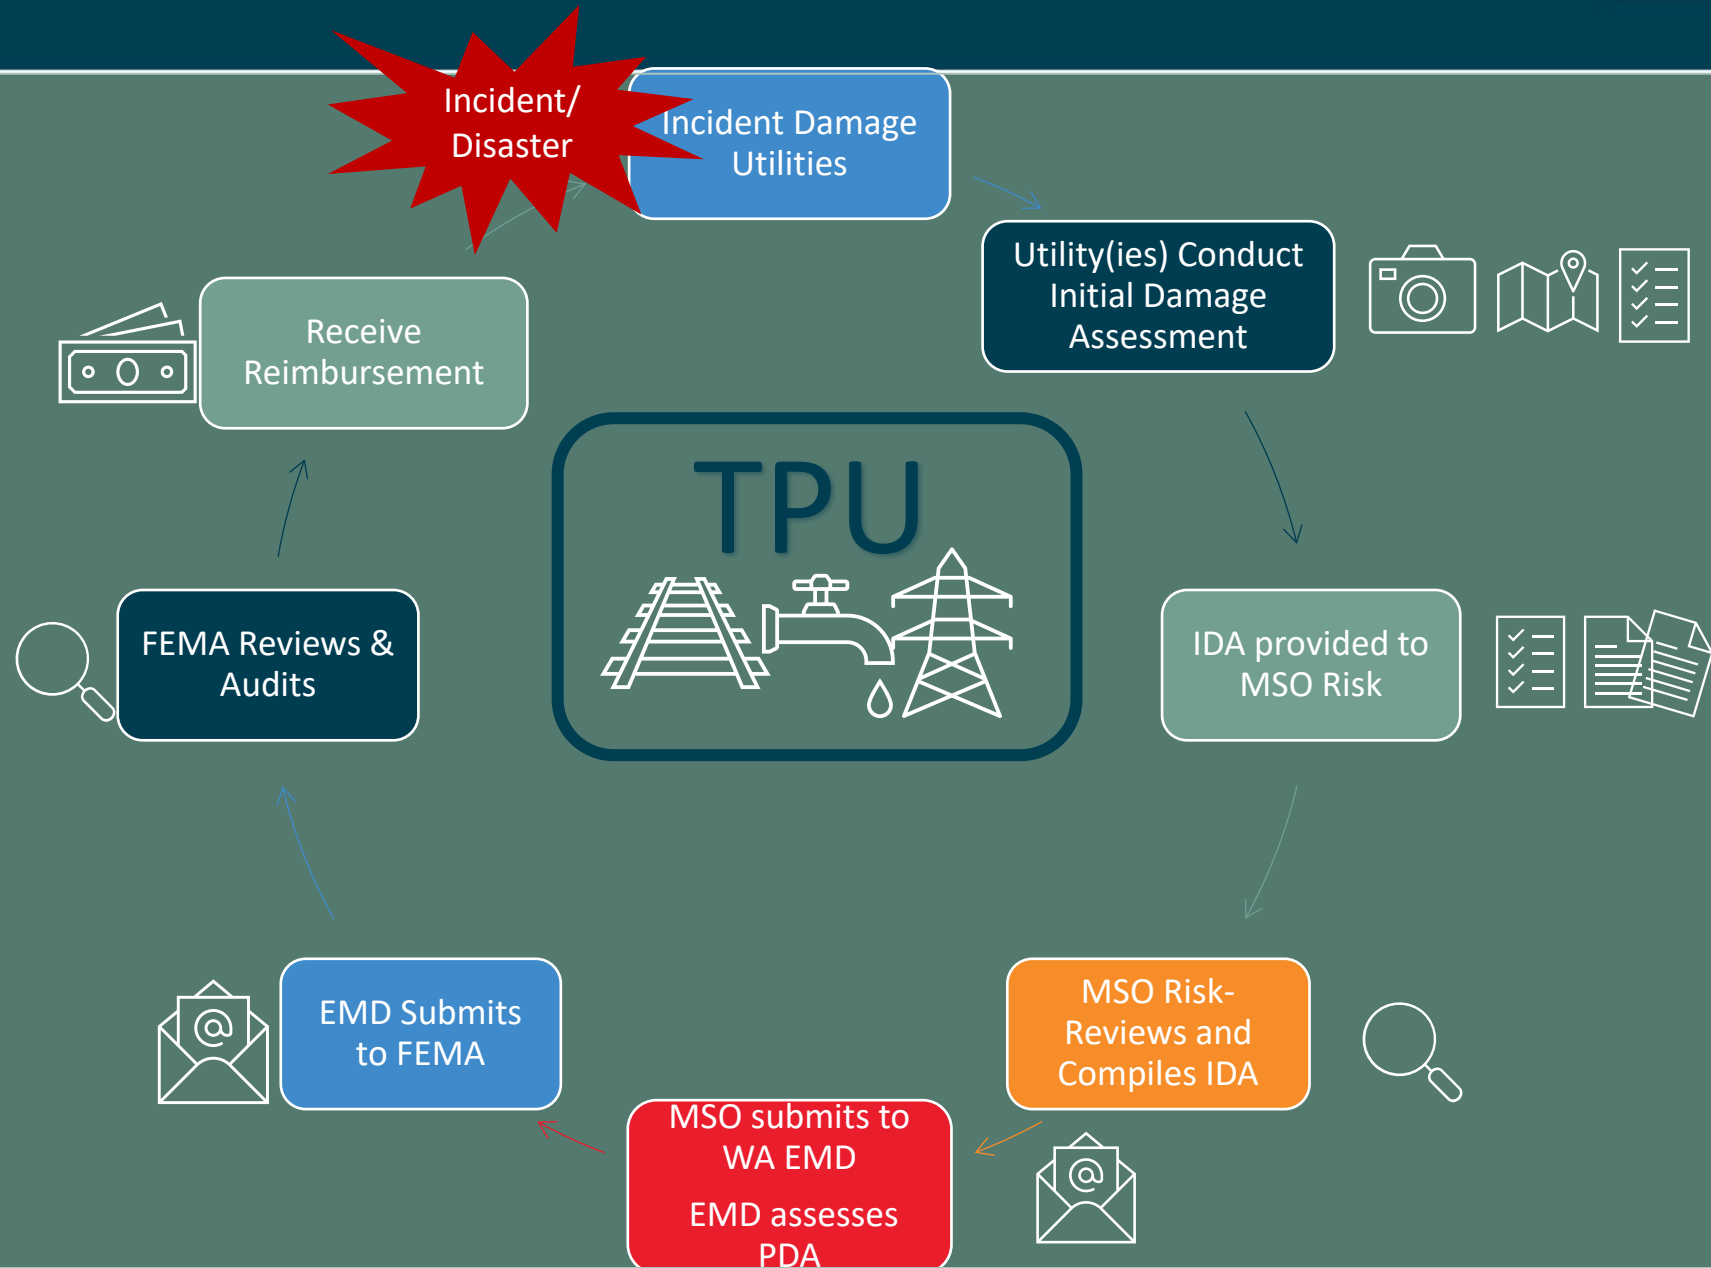 Incident/
Disaster
Incident Damage
Utilities
Utility(ies) Conduct
Initial Damage
Assessment
IDA provided to
MSO Risk
MSO Risk-
Reviews and
Compiles IDA
MSO submits to
WA EMD
EMD assesses
PDA
EMD Submits
to FEMA
FEMA Reviews &
Audits
Receive
Reimbursement
TPU
@
@